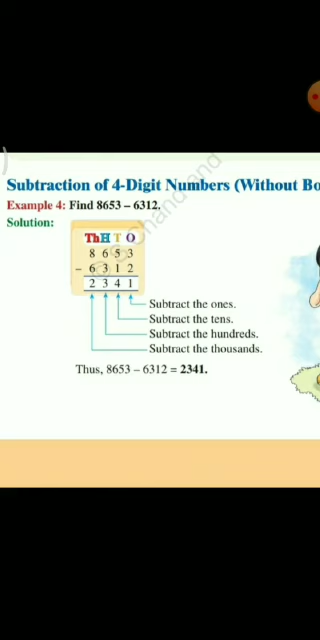 Subtraction of 4-Digit Numbers (Without Bo
Example 4: Find 8653 – 6312.
Solution:
Th H T O
8 6 5 3
– 6 3 1 2
2 3 4 1
Subtract the ones.
Subtract the tens.
Subtract the hundreds.
Subtract the thousands.
Thus, 8653 – 6312 = 2341.